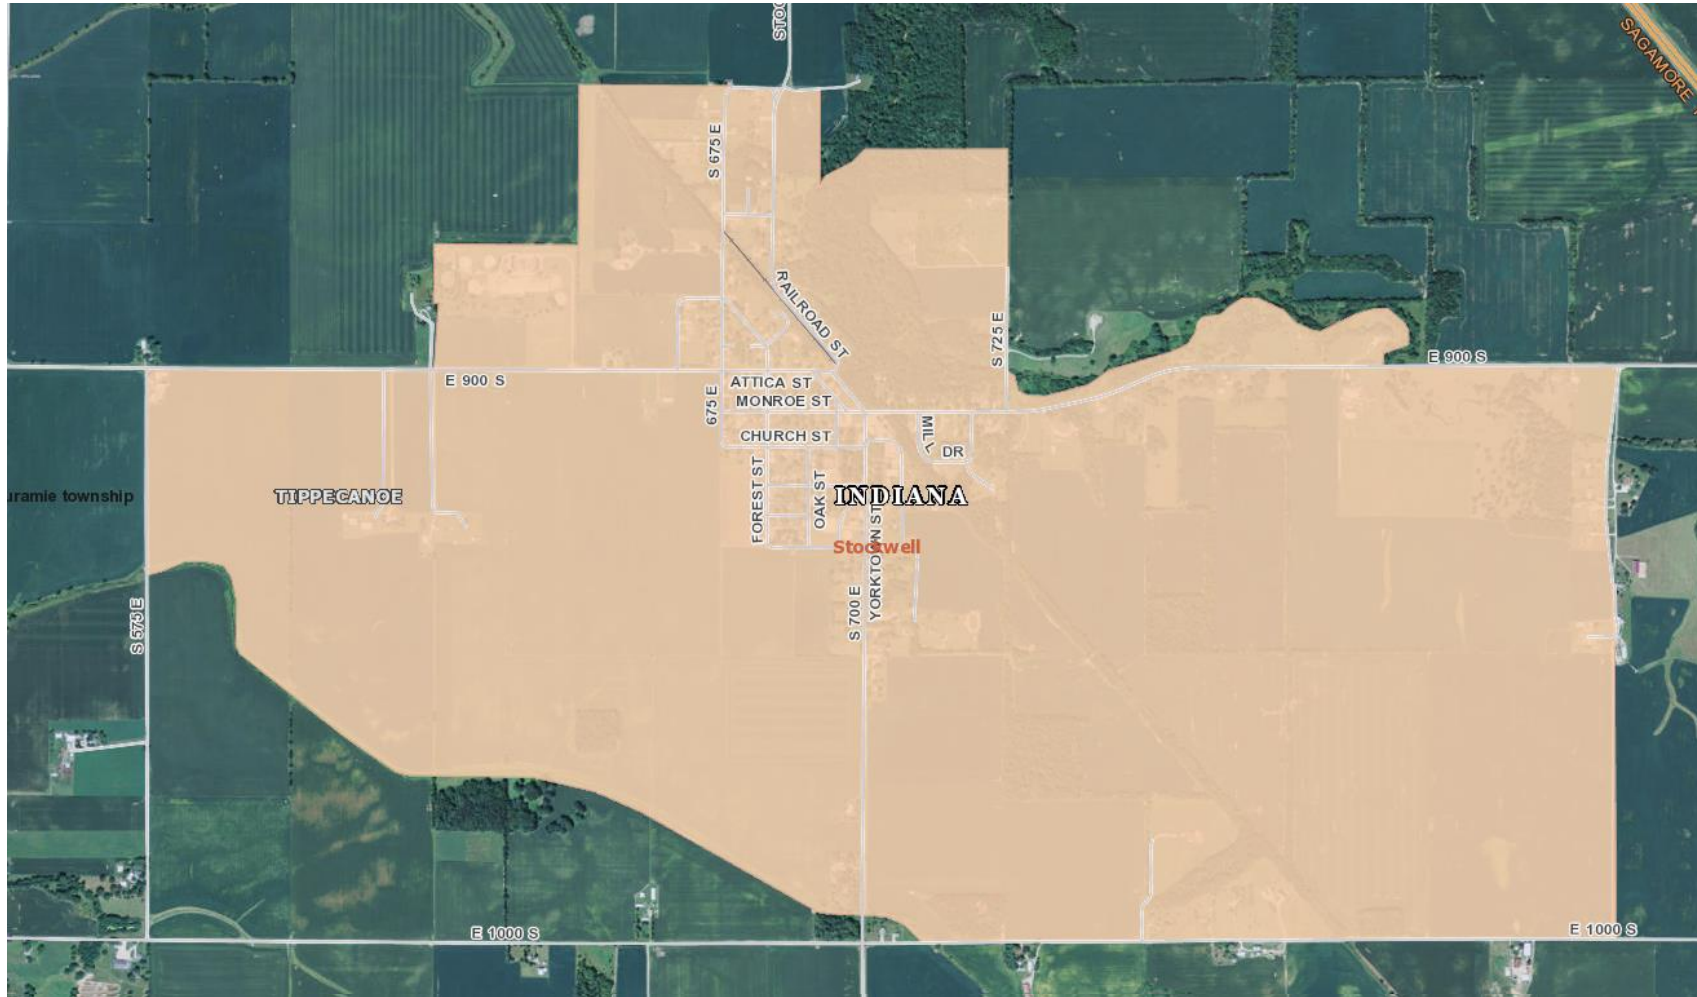 STOC
SAGAMORE
S 675 E
RAILROAD ST
S 725 E
E 900 S
E 900 S
ATTICA ST
675 E
MONROE ST
CHURCH ST
MILL
DR
FOREST ST
OAK ST
uramie township
TIPPECANOE
INDIANA
YORKTOWN ST
Stockwell
S 575 E
S 700 E
E 1000 S
E 1000 S